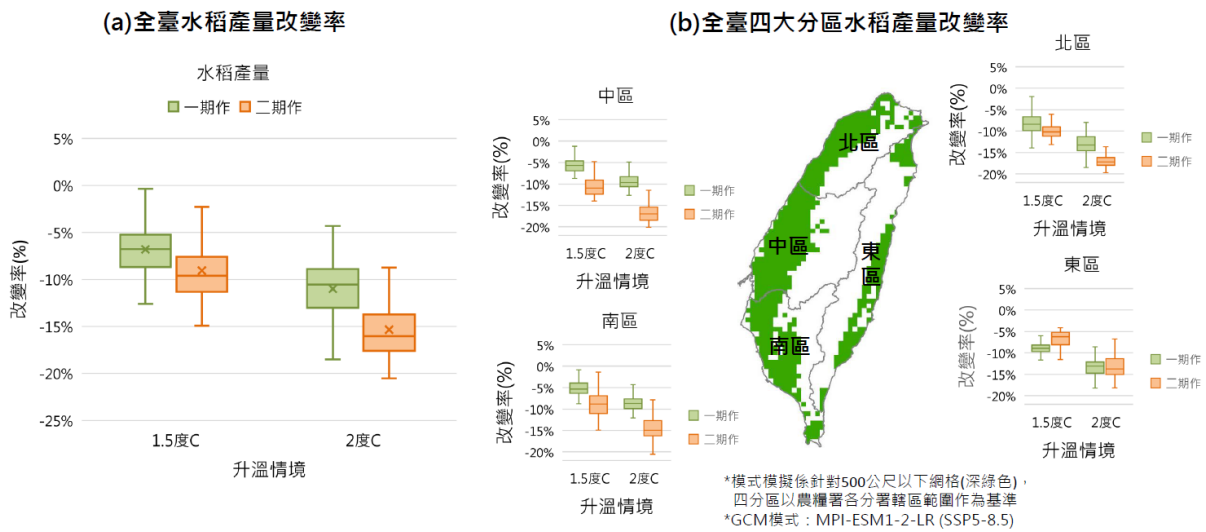 (a)全臺水稻產量改變率
水稻產量
一期作
二期作
改變率(%)
5%
0%
-5%
-10%
-15%
-20%
-25%
1.5度C
2度C
升溫情境
(b)全臺四大分區水稻產量改變率
中區
改變率(%)
5%
0%
-5%
-10%
-15%
-20%
一期作
二期作
1.5度C
2度C
升溫情境
南區
改變率(%)
5%
0%
-5%
-10%
-15%
-20%
一期作
二期作
1.5度C
2度C
升溫情境
北區
中區
東
區
南區
北區
改變率(%)
5%
0%
-5%
-10%
-15%
-20%
一期作
二期作
1.5度C
2度C
升溫情境
東區
改變率(%)
5%
0%
-5%
-10%
-15%
-20%
一期作
二期作
1.5度C
2度C
升溫情境
*模式模擬係針對500公尺以下網格(深綠色)，
四分區以農糧署各分署轄區範圍作為基準
*GCM模式：MPI-ESM1-2-LR (SSP5-8.5)